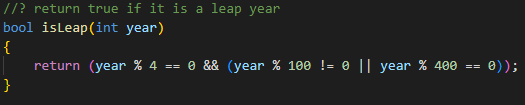 //? return true if it is a leap year
bool isLeap(int year)
{
    return (year % 4 == 0 && (year % 100 != 0 || year % 400 == 0));
}